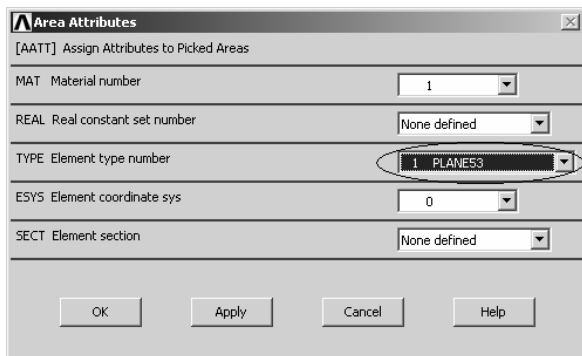 Area Attributes
[AATT] Assign Attributes to Picked Areas
MAT Material number 1
REAL Real constant set number None defined
TYPE Element type number 1 PLANE53
ESYS Element coordinate sys 0
SECT Element section None defined
OK Apply Cancel Help